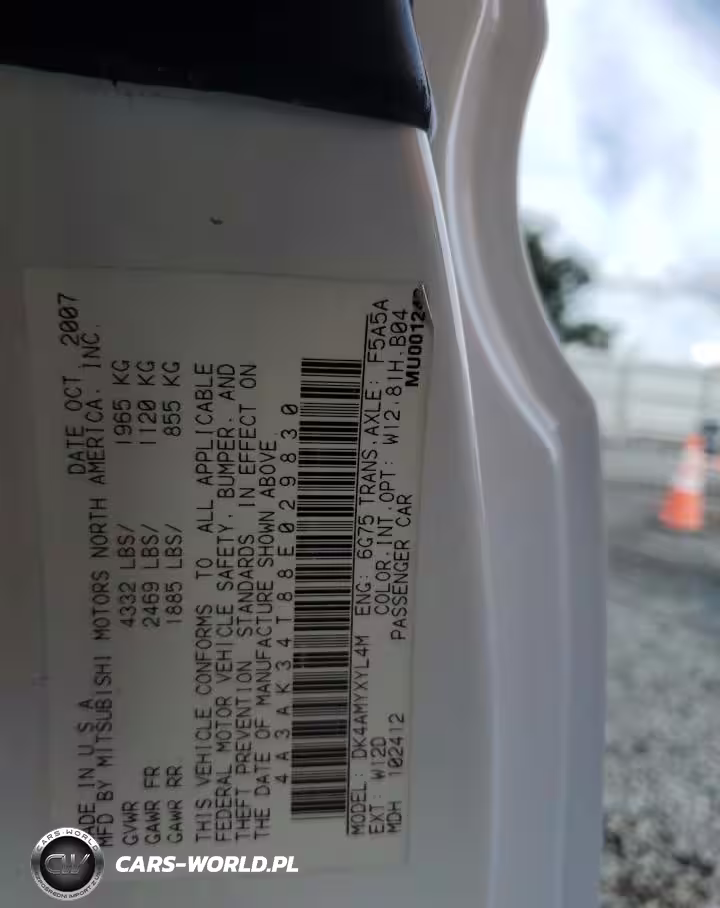 MADE IN U S A DATE OCT 2007
MFD BY MITSUBISHI MOTORS NORTH AMERICA, INC.
GVWR 4332 LBS/ 1965 KG
GAWR FR 2469 LBS/ 1120 KG
GAWR RR 1885 LBS/ 855 KG
THIS VEHICLE CONFORMS TO ALL APPLICABLE
FEDERAL MOTOR VEHICLE SAFETY, BUMPER, AND
THEFT PREVENTION STANDARDS IN EFFECT ON
THE DATE OF MANUFACTURE SHOWN ABOVE.
4A3AK34T88E029830
MODEL: DK4AMYXYL4M ENG: 6G75 TRANS,AXLE: F5A5A
EXT: W12D COLOR,INT,OPT: W12.81H.B04
MDH 102412 PASSENGER CAR
CARS-WORLD
CW
CARS-WORLD.PL